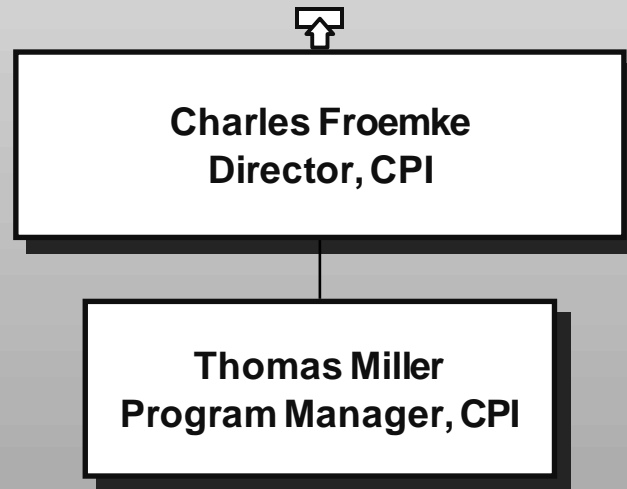 Charles Froemke
Director, CPI
Thomas Miller
Program Manager, CPI